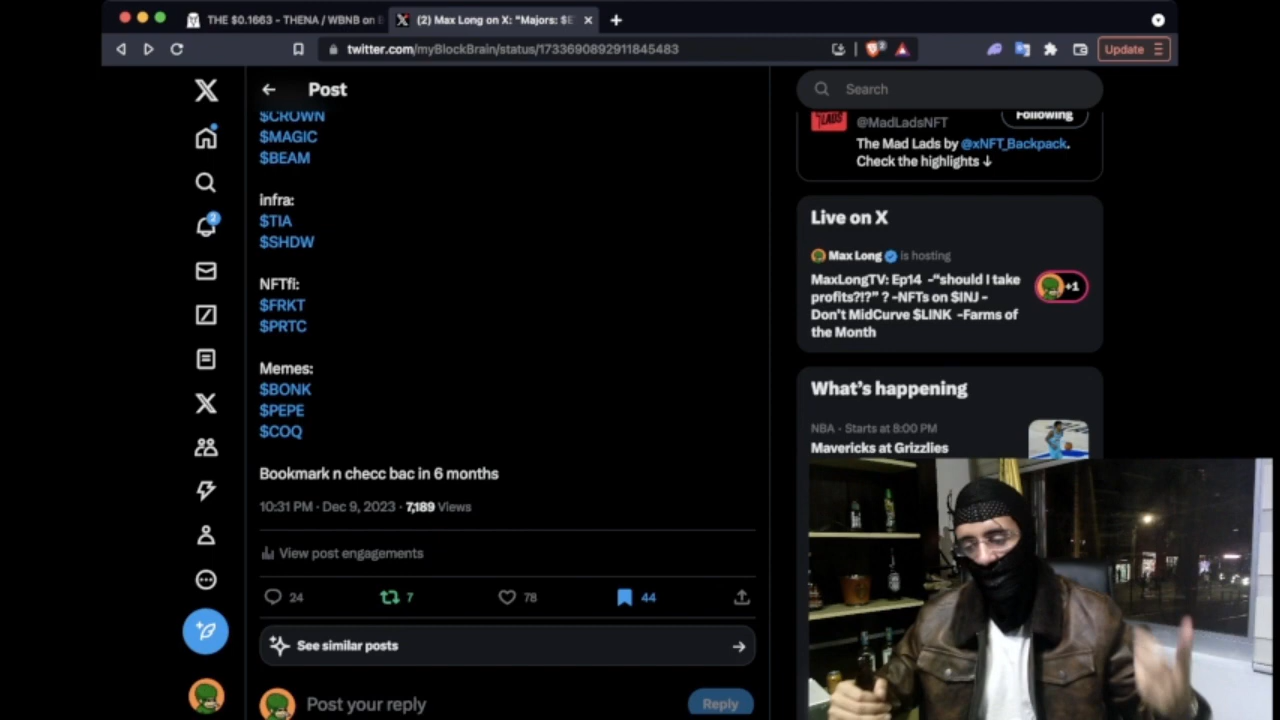 THE $0.1663 - THENA / WBNB on
(2) Max Long on X: "Majors: $E
twitter.com/myBlockBrain/status/1733690892911845483
Update
Post
$CROWN
$MAGIC
$BEAM
infra:
$TIA
$SHDW
NFTfi:
$FRKT
$PRTC
Memes:
$BONK
$PEPE
$COQ
Bookmark n checc bac in 6 months
10:31 PM · Dec 9, 2023 · 7,189 Views
View post engagements
24 7 78 44
See similar posts
Post your reply
Reply
2
Search
@MadLadsNFT
Following
The Mad Lads by @xNFT_Backpack.
Check the highlights ↓
Live on X
Max Long is hosting
MaxLongTV: Ep14 -"should I take
profits?!?" ? -NFTs on $INJ -
Don't MidCurve $LINK -Farms of
the Month
+1
What's happening
NBA · Starts at 8:00 PM
Mavericks at Grizzlies